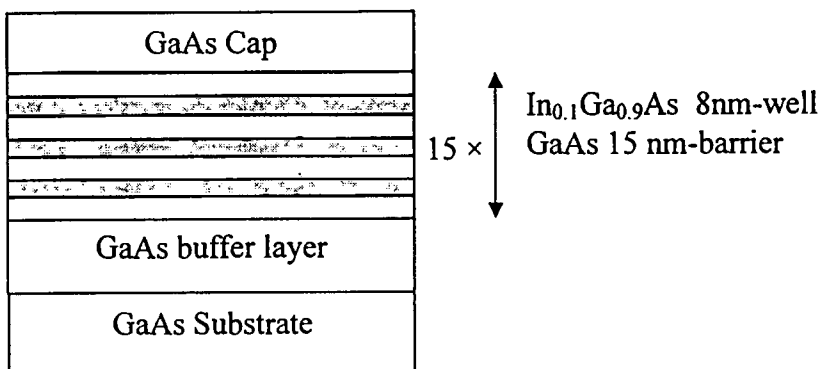 GaAs Cap
In₀.₁Ga₀.₉As 8nm-well
15 ×
GaAs 15 nm-barrier
GaAs buffer layer
GaAs Substrate